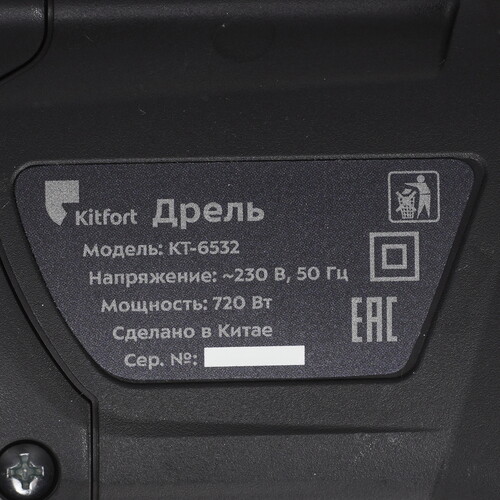 Kitfort Дрель
Модель: КТ-6532
Напряжение: ~230 В, 50 Гц
Мощность: 720 Вт
Сделано в Китае
Сер. №:
EAC